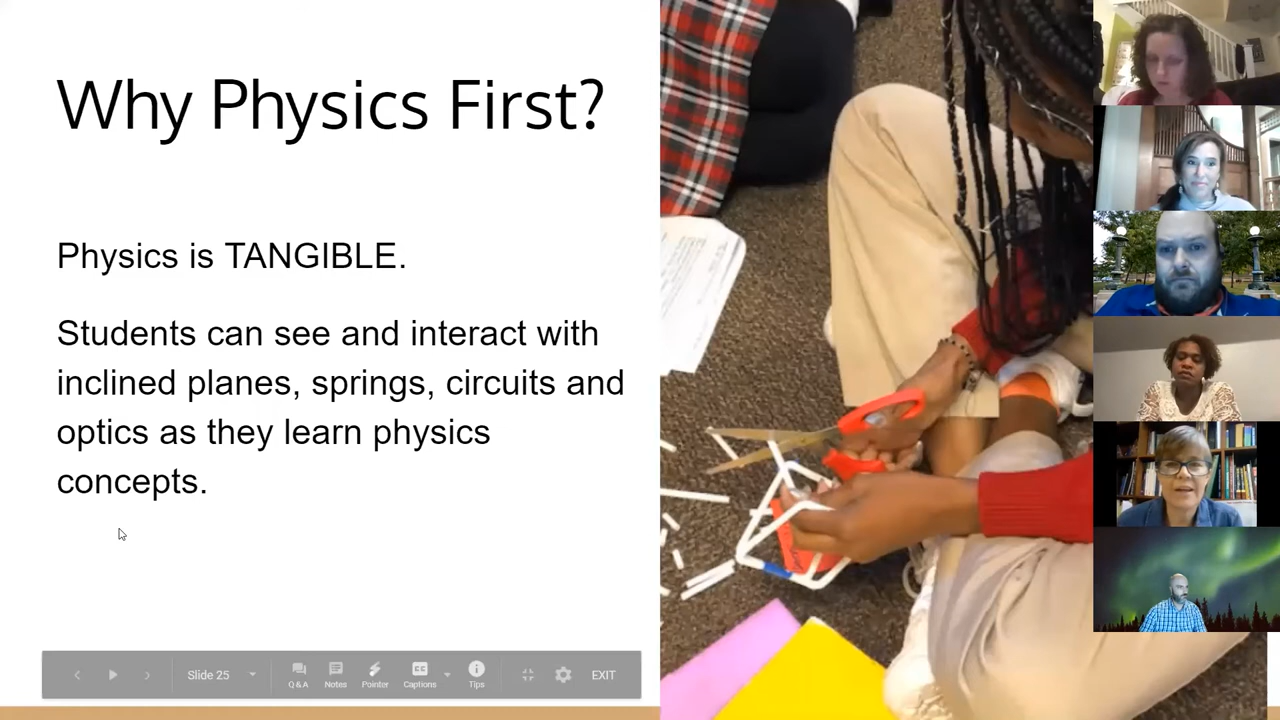 Why Physics First?
Physics is TANGIBLE.
Students can see and interact with
inclined planes, springs, circuits and
optics as they learn physics
concepts.
Slide 25
Q&A
Notes
Pointer
Captions
Tips
EXIT
CC